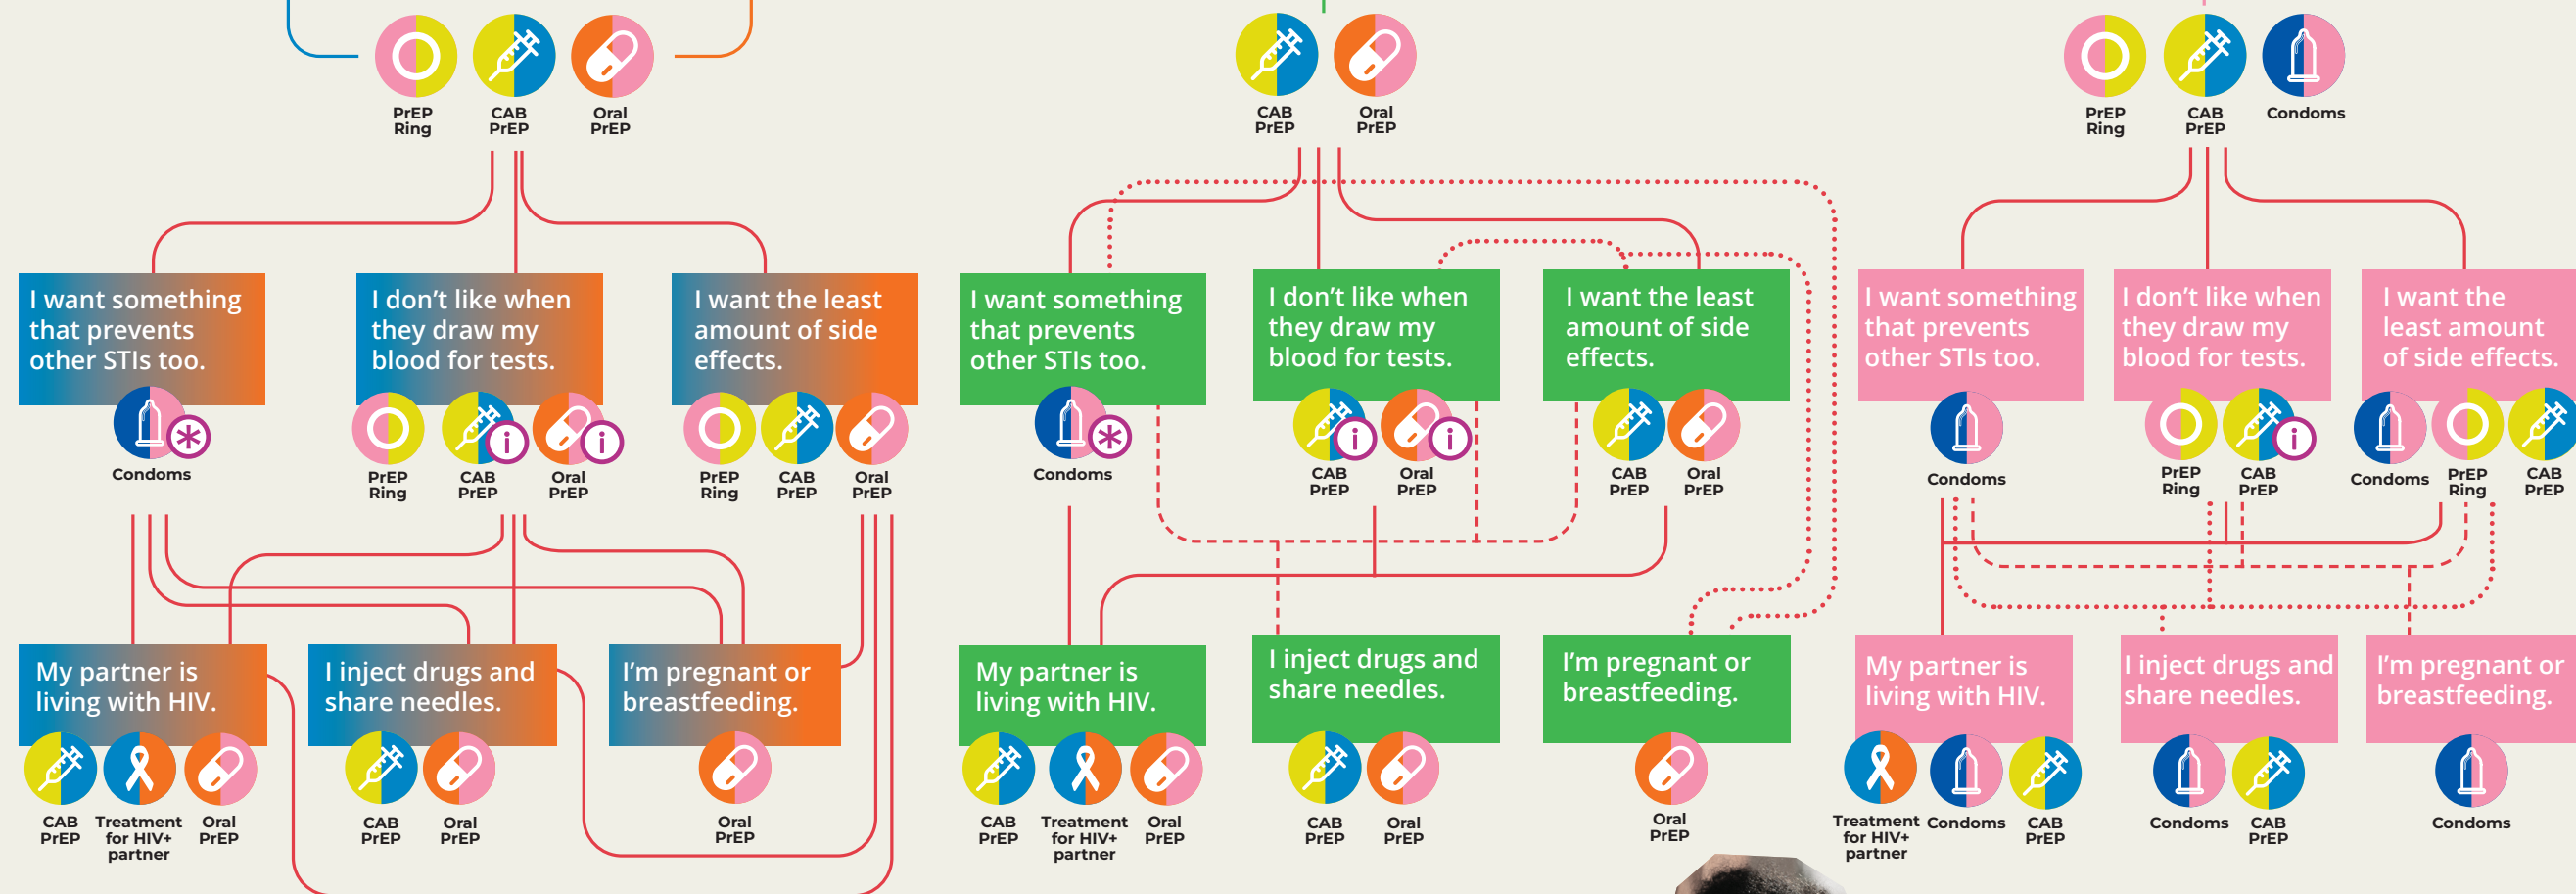 PrEP
Ring
CAB
PrEP
Oral
PrEP
CAB
PrEP
Oral
PrEP
PrEP
Ring
CAB
PrEP
Condoms
I want something
that prevents
other STIs too.
Condoms
I don't like when
they draw my
blood for tests.
PrEP
Ring
CAB
PrEP
i
Oral
PrEP
i
I want the least
amount of side
effects.
PrEP
Ring
CAB
PrEP
Oral
PrEP
I want something
that prevents
other STIs too.
Condoms
I don't like when
they draw my
blood for tests.
CAB
PrEP
i
Oral
PrEP
i
I want the least
amount of side
effects.
CAB
PrEP
Oral
PrEP
I want something
that prevents
other STIs too.
Condoms
I don't like when
they draw my
blood for tests.
PrEP
Ring
CAB
PrEP
i
I want the
least amount
of side effects.
Condoms
PrEP
Ring
CAB
PrEP
My partner is
living with HIV.
CAB
PrEP
Treatment
for HIV+
partner
Oral
PrEP
I inject drugs and
share needles.
CAB
PrEP
Oral
PrEP
I'm pregnant or
breastfeeding.
Oral
PrEP
My partner is
living with HIV.
CAB
PrEP
Treatment
for HIV+
partner
Oral
PrEP
I inject drugs and
share needles.
CAB
PrEP
Oral
PrEP
I'm pregnant or
breastfeeding.
Oral
PrEP
My partner is
living with HIV.
Treatment
for HIV+
partner
Condoms
CAB
PrEP
I inject drugs and
share needles.
Condoms
CAB
PrEP
I'm pregnant or
breastfeeding.
Condoms